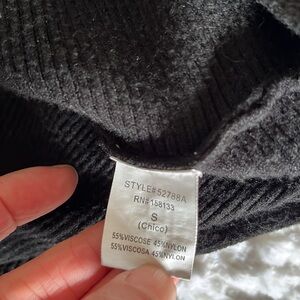 STYLE#52788A
RN#158133
S
(Chico)
55%VISCOSE 45%NYLON
55%VISCOSA 45%NYLON